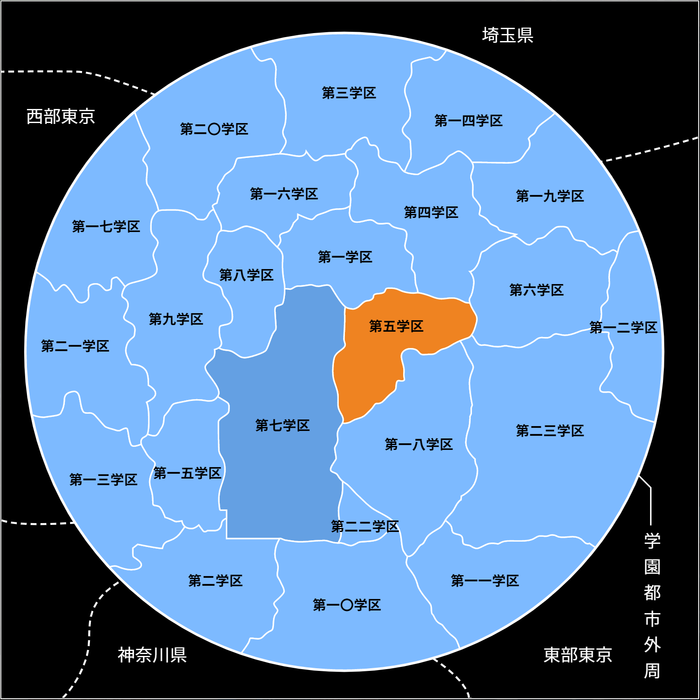 埼玉県
第三学区
西部東京
第一四学区
第二〇学区
第一六学区
第一九学区
第四学区
第一七学区
第一学区
第八学区
第六学区
第九学区
第五学区
第一二学区
第二一学区
第七学区
第二三学区
第一八学区
第一五学区
第一三学区
第二二学区
学園都市外周
第二学区
第一一学区
第一〇学区
神奈川県
東部東京